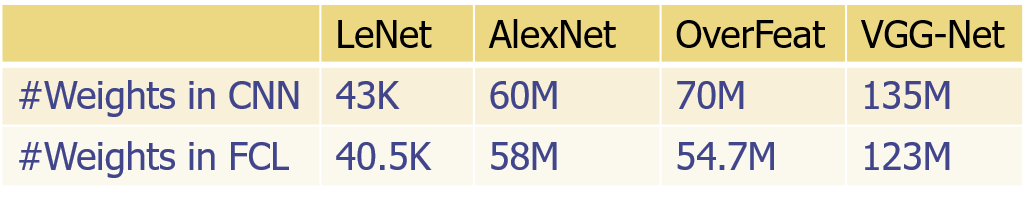 LeNet AlexNet OverFeat VGG-Net
#Weights in CNN 43K 60M 70M 135M
#Weights in FCL 40.5K 58M 54.7M 123M